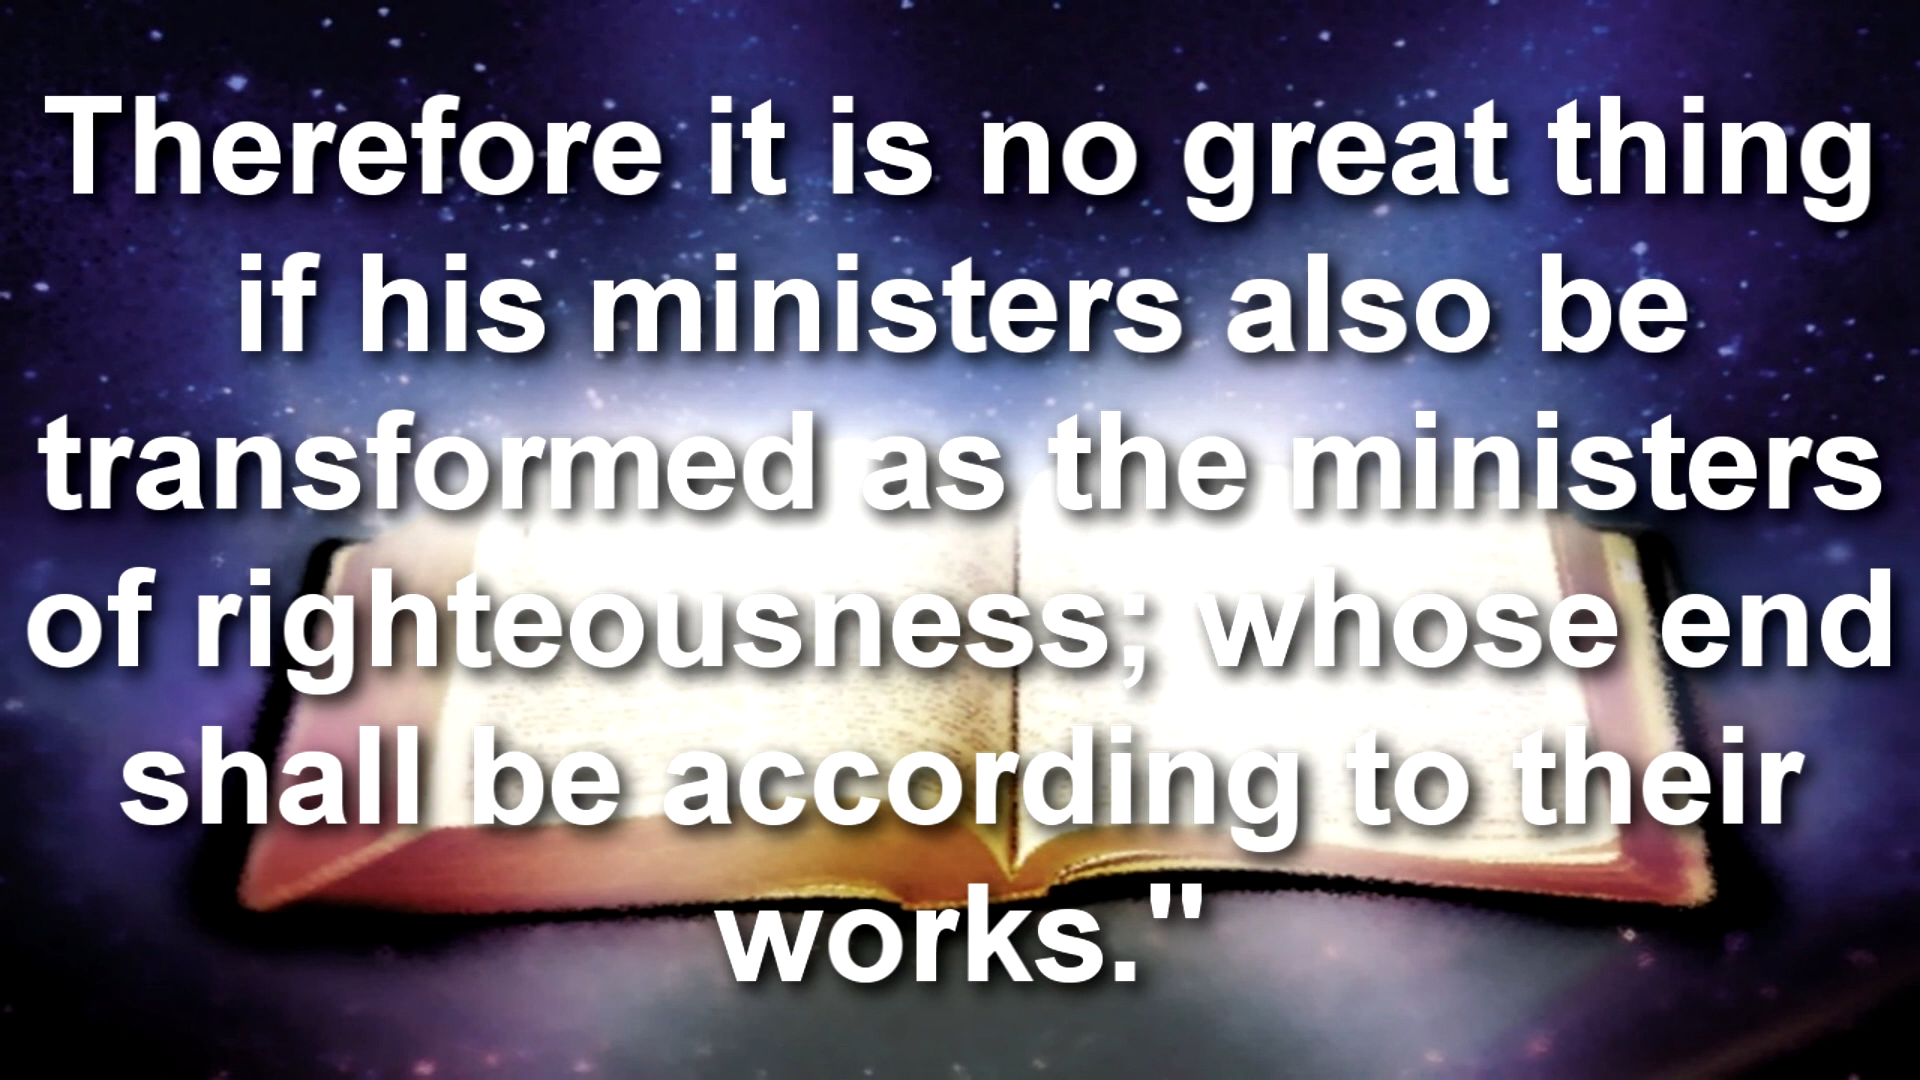 Therefore it is no great thing
if his ministers also be
transformed as the ministers
of righteousness; whose end
shall be according to their
works."